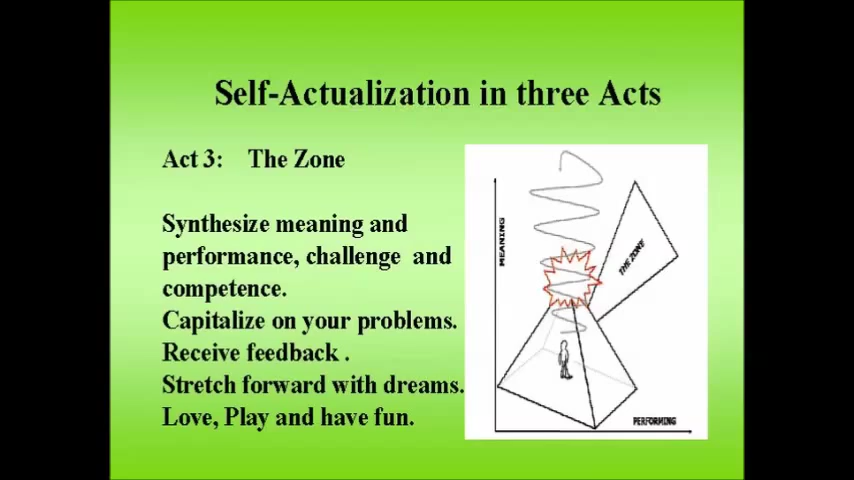 Self-Actualization in three Acts
Act 3: The Zone
Synthesize meaning and
performance, challenge and
competence.
Capitalize on your problems.
Receive feedback .
Stretch forward with dreams.
Love, Play and have fun.
MEANING
THE ZONE
PERFORMING